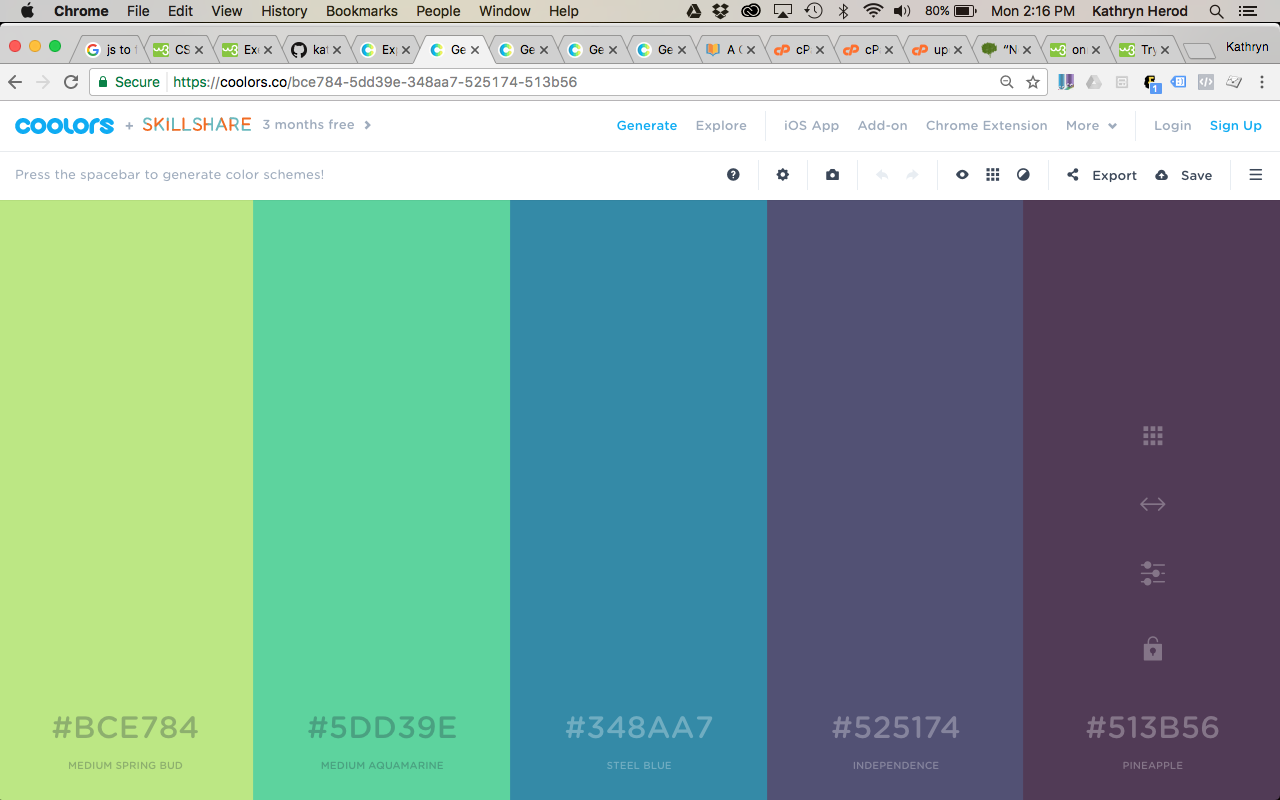 Chrome File Edit View History Bookmarks People Window Help 80% Mon 2:16 PM Kathryn Herod
js to CS Exe kat Exp Ge Ge Ge Ge A cP cP up "N on Try Kathryn
Secure https://coolors.co/bce784-5dd39e-348aa7-525174-513b56 1
coolors + SKILLSHARE 3 months free Generate Explore iOS App Add-on Chrome Extension More Login Sign Up
Press the spacebar to generate color schemes! Export Save
#BCE784 #5DD39E #348AA7 #525174 #513B56
MEDIUM SPRING BUD MEDIUM AQUAMARINE STEEL BLUE INDEPENDENCE PINEAPPLE